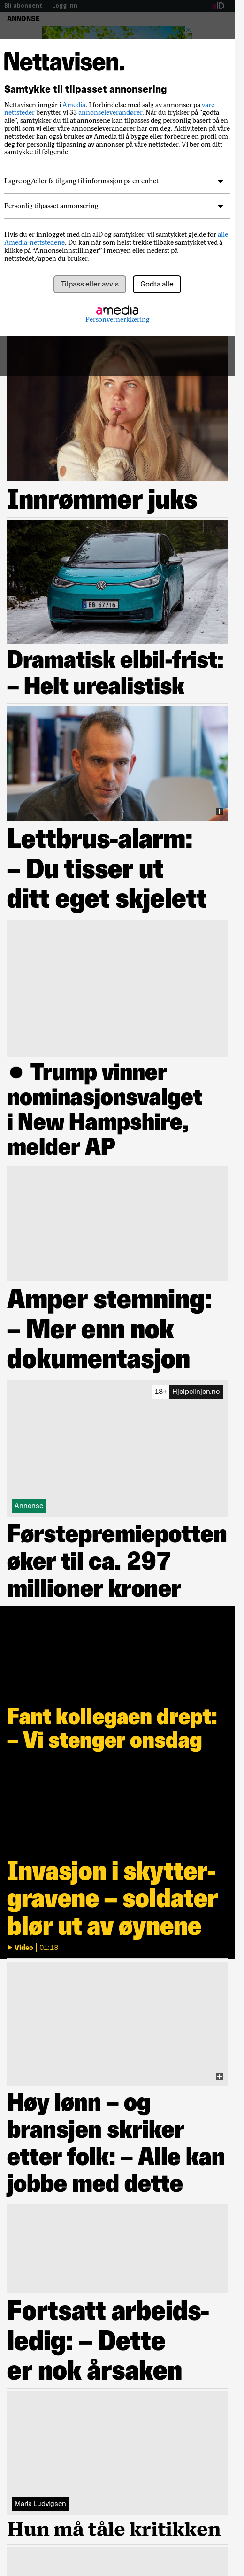 Bli abonnent | Logg inn
aID
ANNONSE
Nettavisen.
Samtykke til tilpasset annonsering
Nettavisen inngår i Amedia. I forbindelse med salg av annonser på våre
nettsteder benytter vi 33 annonseleverandører. Når du trykker på "godta
alle", samtykker du til at annonsene kan tilpasses deg personlig basert på en
profil som vi eller våre annonseleverandører har om deg. Aktiviteten på våre
nettsteder kan også brukes av Amedia til å bygge eller forbedre en profil om
deg for personlig annonsering på og utenfor våre nettsteder. Vi ber om ditt
samtykke til følgende:
Lagre og/eller få tilgang til informasjon på en enhet
Personlig tilpasset annonsering
Hvis du er innlogget med din aID og samtykker, vil samtykket gjelde for alle
Amedia-nettstedene. Du kan når som helst trekke tilbake samtykket ved å
klikke på “Annonseinnstillinger” i menyen eller nederst på
nettstedet/appen du bruker.
Tilpass eller avvis
Godta alle
amedia
Personvernerklæring
Innrømmer juks
EB 67716
Dramatisk elbil-frist:
– Helt urealistisk
Lettbrus-alarm:
– Du tisser ut
ditt eget skjelett
● Trump vinner
nominasjonsvalget
i New Hampshire,
melder AP
Amper stemning:
– Mer enn nok
dokumentasjon
18+ Hjelpelinjen.no
Annonse
Førstepremiepotten
øker til ca. 297
millioner kroner
Fant kollegaen drept:
– Vi stenger onsdag
Invasjon i skytter-
gravene – soldater
blør ut av øynene
Video | 01:13
Høy lønn – og
bransjen skriker
etter folk: – Alle kan
jobbe med dette
Fortsatt arbeids-
ledig: – Dette
er nok årsaken
Maria Ludvigsen
Hun må tåle kritikken